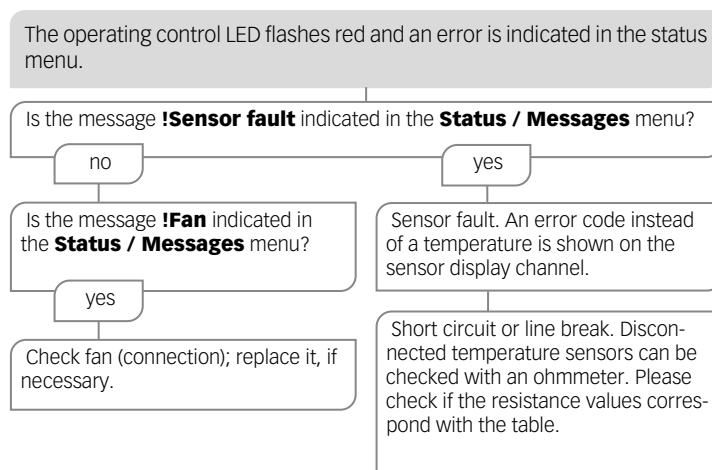 The operating control LED flashes red and an error is indicated in the status
menu.
Is the message !Sensor fault indicated in the Status / Messages menu?
no
yes
Is the message !Fan indicated in
the Status / Messages menu?
yes
Check fan (connection); replace it, if
necessary.
Sensor fault. An error code instead
of a temperature is shown on the
sensor display channel.
Short circuit or line break. Discon-
nected temperature sensors can be
checked with an ohmmeter. Please
check if the resistance values corres-
pond with the table.